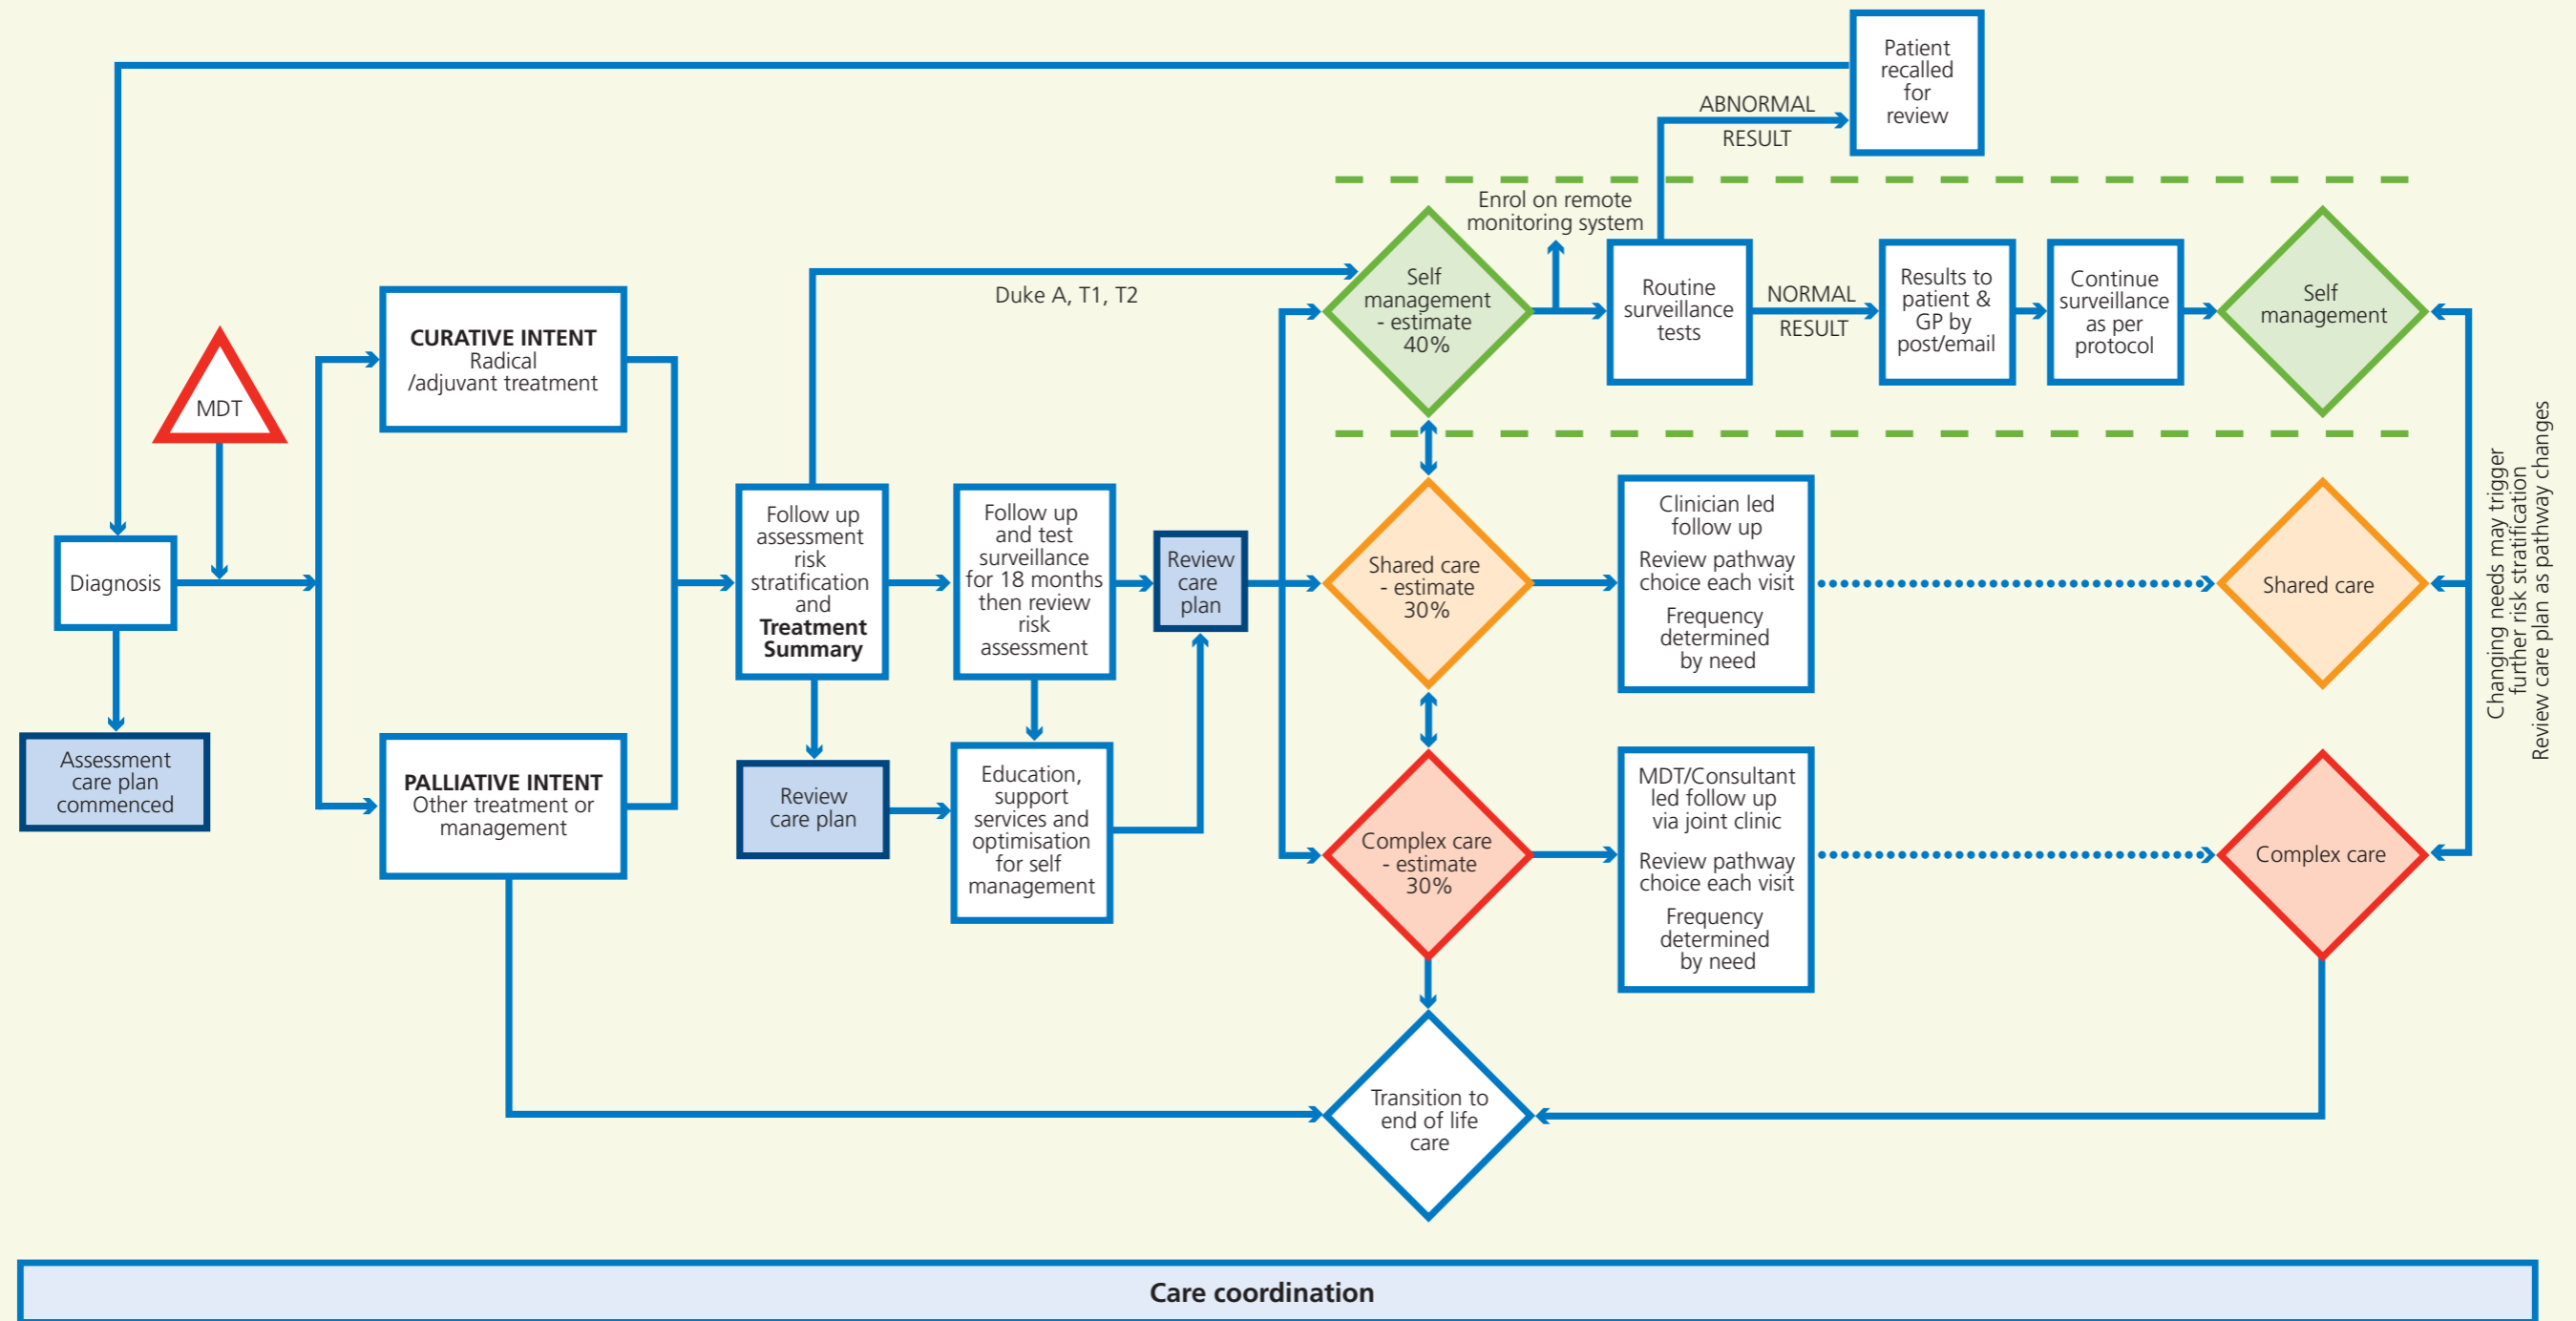 Patient
recalled
for
review
ABNORMAL
RESULT
Enrol on remote
monitoring system
MDT
CURATIVE INTENT
Radical
/adjuvant treatment
Duke A, T1, T2
Self
management
- estimate
40%
Routine
surveillance
tests
NORMAL
RESULT
Results to
patient &
GP by
post/email
Continue
surveillance
as per
protocol
Self
management
Diagnosis
Follow up
assessment
risk
stratification
and
Treatment
Summary
Follow up
and test
surveillance
for 18 months
then review
risk
assessment
Review
care
plan
Shared care
- estimate
30%
Clinician led
follow up
Review pathway
choice each visit
Frequency
determined
by need
Shared care
Changing needs may trigger
further risk stratification
Review care plan as pathway changes
Assessment
care plan
commenced
PALLIATIVE INTENT
Other treatment or
management
Review
care plan
Education,
support
services and
optimisation
for self
management
Complex care
- estimate
30%
MDT/Consultant
led follow up
via joint clinic
Review pathway
choice each visit
Frequency
determined
by need
Complex care
Transition to
end of life
care
Care coordination